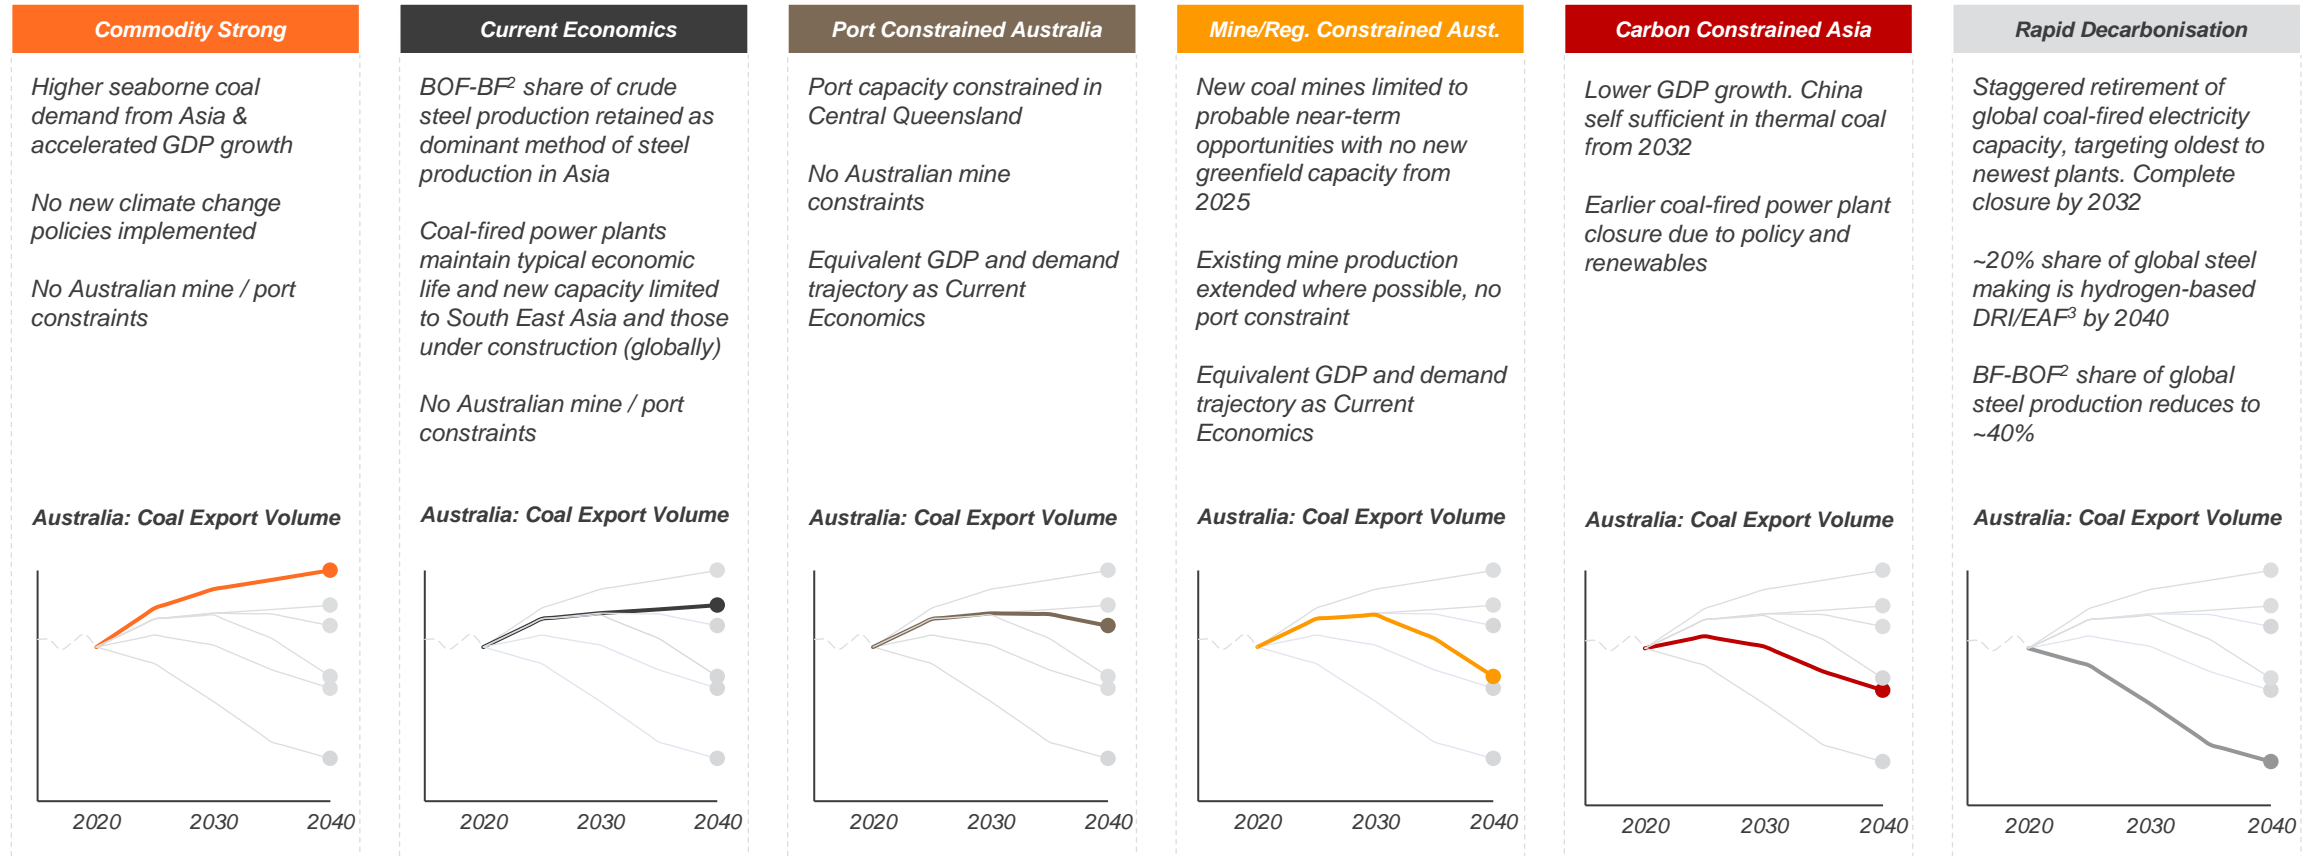 Commodity Strong
Higher seaborne coal
demand from Asia &
accelerated GDP growth
No new climate change
policies implemented
No Australian mine / port
constraints
Australia: Coal Export Volume
2020 2030 2040
Current Economics
BOF-BF² share of crude
steel production retained as
dominant method of steel
production in Asia
Coal-fired power plants
maintain typical economic
life and new capacity limited
to South East Asia and those
under construction (globally)
No Australian mine / port
constraints
Australia: Coal Export Volume
2020 2030 2040
Port Constrained Australia
Port capacity constrained in
Central Queensland
No Australian mine
constraints
Equivalent GDP and demand
trajectory as Current
Economics
Australia: Coal Export Volume
2020 2030 2040
Mine/Reg. Constrained Aust.
New coal mines limited to
probable near-term
opportunities with no new
greenfield capacity from
2025
Existing mine production
extended where possible, no
port constraint
Equivalent GDP and demand
trajectory as Current
Economics
Australia: Coal Export Volume
2020 2030 2040
Carbon Constrained Asia
Lower GDP growth. China
self sufficient in thermal coal
from 2032
Earlier coal-fired power plant
closure due to policy and
renewables
Australia: Coal Export Volume
2020 2030 2040
Rapid Decarbonisation
Staggered retirement of
global coal-fired electricity
capacity, targeting oldest to
newest plants. Complete
closure by 2032
~20% share of global steel
making is hydrogen-based
DRI/EAF³ by 2040
BF-BOF² share of global
steel production reduces to
~40%
Australia: Coal Export Volume
2020 2030 2040